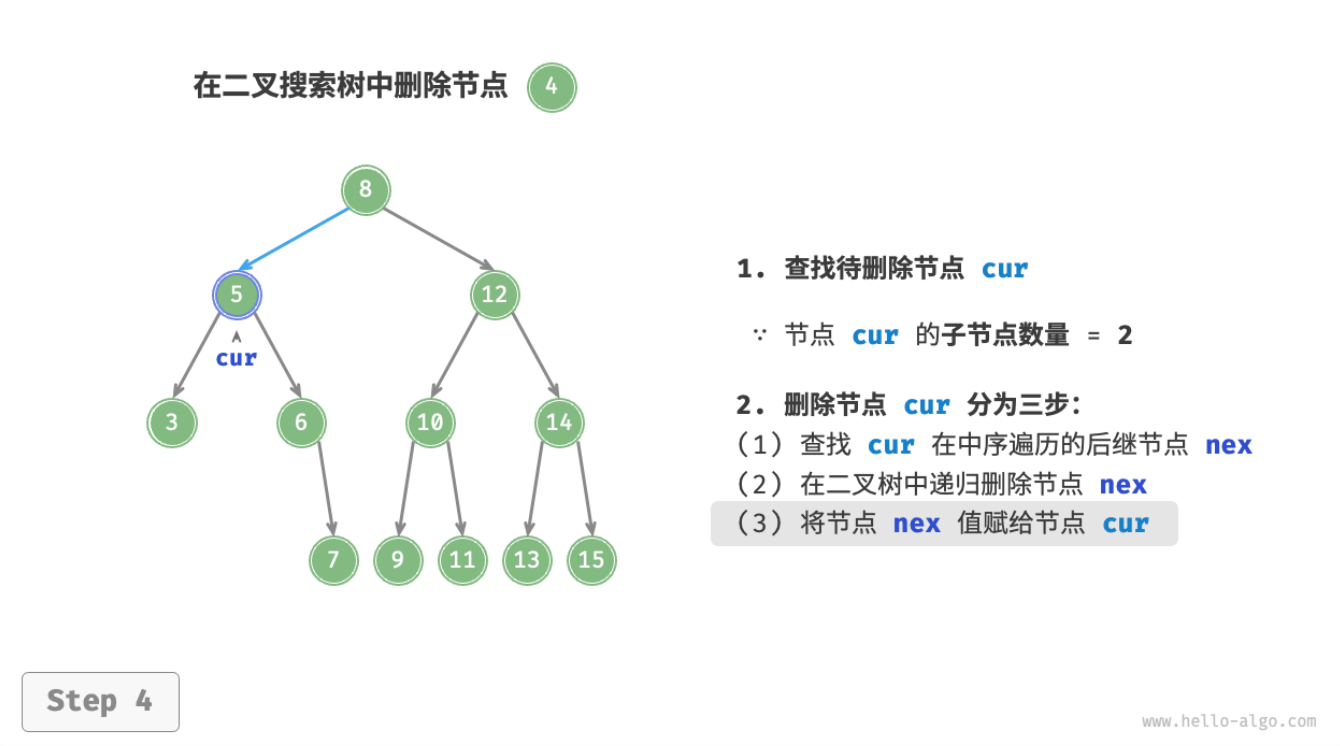 在二叉搜索树中删除节点 4
8
5 12
cur
3 6 10 14
7 9 11 13 15
1. 查找待删除节点 cur
∵ 节点 cur 的子节点数量 = 2
2. 删除节点 cur 分为三步:
(1) 查找 cur 在中序遍历的后继节点 nex
(2) 在二叉树中递归删除节点 nex
(3) 将节点 nex 值赋给节点 cur
Step 4
www.hello-algo.com